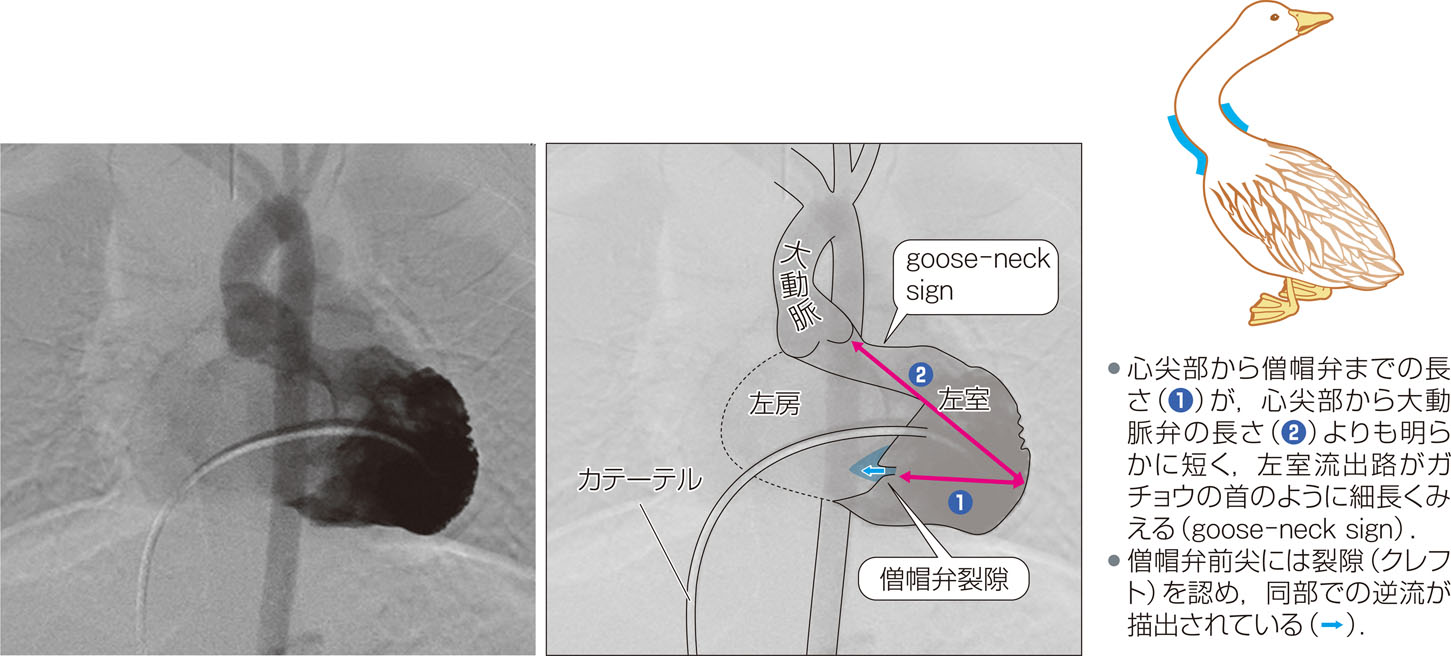 大動脈
goose-neck
sign
❷
左室
左房
カテーテル
❶
僧帽弁裂隙
● 心尖部から僧帽弁までの長
さ(❶)が，心尖部から大動
脈弁の長さ(❷)よりも明ら
かに短く，左室流出路がガ
チョウの首のように細長くみ
える(goose-neck sign)．
● 僧帽弁前尖には裂隙(クレフ
ト)を認め，同部での逆流が
描出されている(→)．